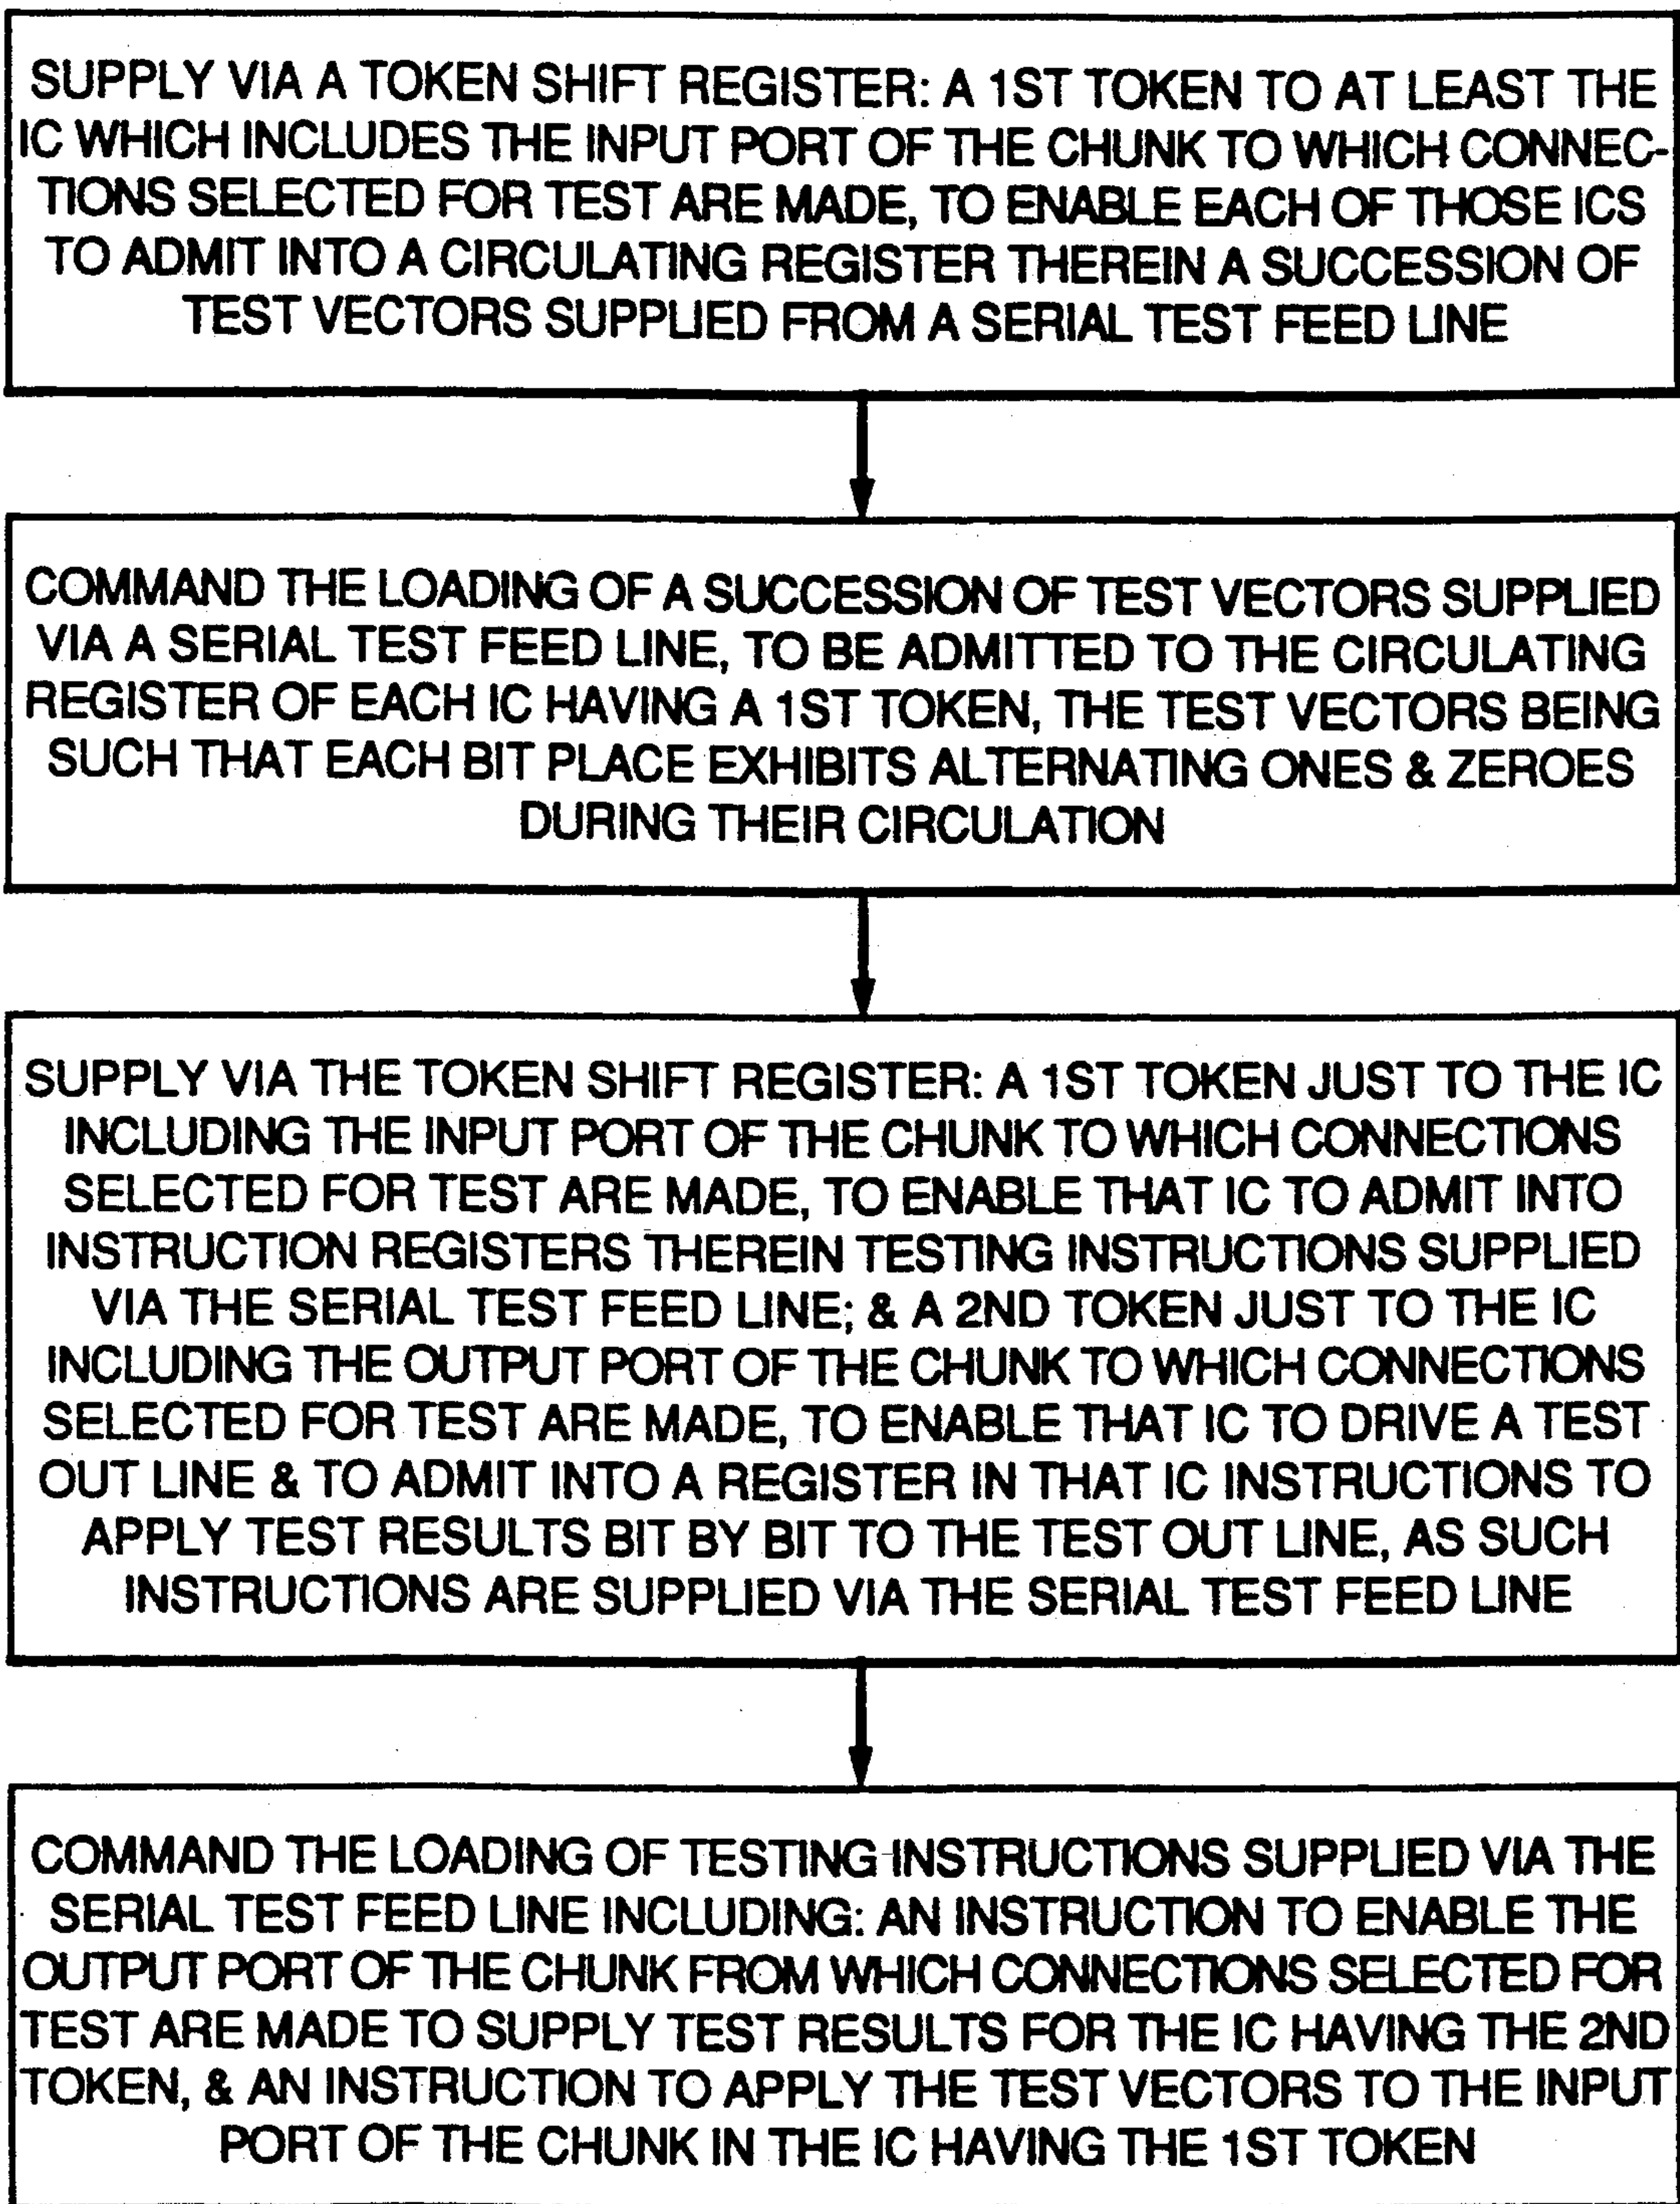 SUPPLY VIA A TOKEN SHIFT REGISTER: A 1ST TOKEN TO AT LEAST THE
IC WHICH INCLUDES THE INPUT PORT OF THE CHUNK TO WHICH CONNEC-
TIONS SELECTED FOR TEST ARE MADE, TO ENABLE EACH OF THOSE ICS
TO ADMIT INTO A CIRCULATING REGISTER THEREIN A SUCCESSION OF
TEST VECTORS SUPPLIED FROM A SERIAL TEST FEED LINE
COMMAND THE LOADING OF A SUCCESSION OF TEST VECTORS SUPPLIED
VIA A SERIAL TEST FEED LINE, TO BE ADMITTED TO THE CIRCULATING
REGISTER OF EACH IC HAVING A 1ST TOKEN, THE TEST VECTORS BEING
SUCH THAT EACH BIT PLACE EXHIBITS ALTERNATING ONES & ZEROES
DURING THEIR CIRCULATION
SUPPLY VIA THE TOKEN SHIFT REGISTER: A 1ST TOKEN JUST TO THE IC
INCLUDING THE INPUT PORT OF THE CHUNK TO WHICH CONNECTIONS
SELECTED FOR TEST ARE MADE, TO ENABLE THAT IC TO ADMIT INTO
INSTRUCTION REGISTERS THEREIN TESTING INSTRUCTIONS SUPPLIED
VIA THE SERIAL TEST FEED LINE; & A 2ND TOKEN JUST TO THE IC
INCLUDING THE OUTPUT PORT OF THE CHUNK TO WHICH CONNECTIONS
SELECTED FOR TEST ARE MADE, TO ENABLE THAT IC TO DRIVE A TEST
OUT LINE & TO ADMIT INTO A REGISTER IN THAT IC INSTRUCTIONS TO
APPLY TEST RESULTS BIT BY BIT TO THE TEST OUT LINE, AS SUCH
INSTRUCTIONS ARE SUPPLIED VIA THE SERIAL TEST FEED LINE
COMMAND THE LOADING OF TESTING INSTRUCTIONS SUPPLIED VIA THE
SERIAL TEST FEED LINE INCLUDING: AN INSTRUCTION TO ENABLE THE
OUTPUT PORT OF THE CHUNK FROM WHICH CONNECTIONS SELECTED FOR
TEST ARE MADE TO SUPPLY TEST RESULTS FOR THE IC HAVING THE 2ND
TOKEN, & AN INSTRUCTION TO APPLY THE TEST VECTORS TO THE INPUT
PORT OF THE CHUNK IN THE IC HAVING THE 1ST TOKEN